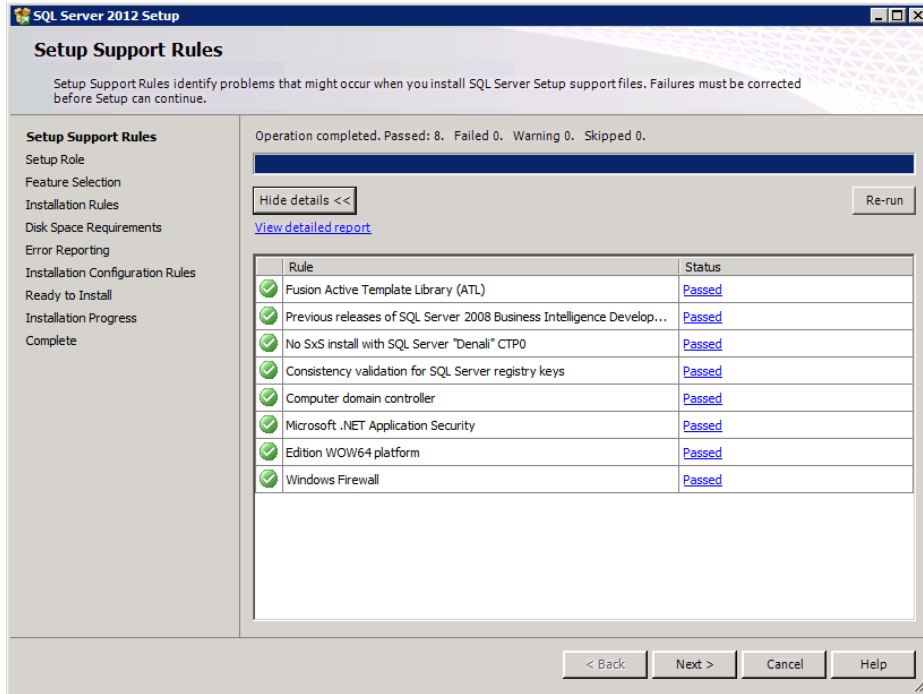 SQL Server 2012 Setup
Setup Support Rules
Setup Support Rules identify problems that might occur when you install SQL Server Setup support files. Failures must be corrected
before Setup can continue.
Setup Support Rules
Setup Role
Feature Selection
Installation Rules
Disk Space Requirements
Error Reporting
Installation Configuration Rules
Ready to Install
Installation Progress
Complete
Operation completed. Passed: 8. Failed 0. Warning 0. Skipped 0.
Hide details <<
Re-run
View detailed report
Rule Status
Fusion Active Template Library (ATL) Passed
Previous releases of SQL Server 2008 Business Intelligence Develop... Passed
No SxS install with SQL Server "Denali" CTP0 Passed
Consistency validation for SQL Server registry keys Passed
Computer domain controller Passed
Microsoft .NET Application Security Passed
Edition WOW64 platform Passed
Windows Firewall Passed
< Back Next > Cancel Help